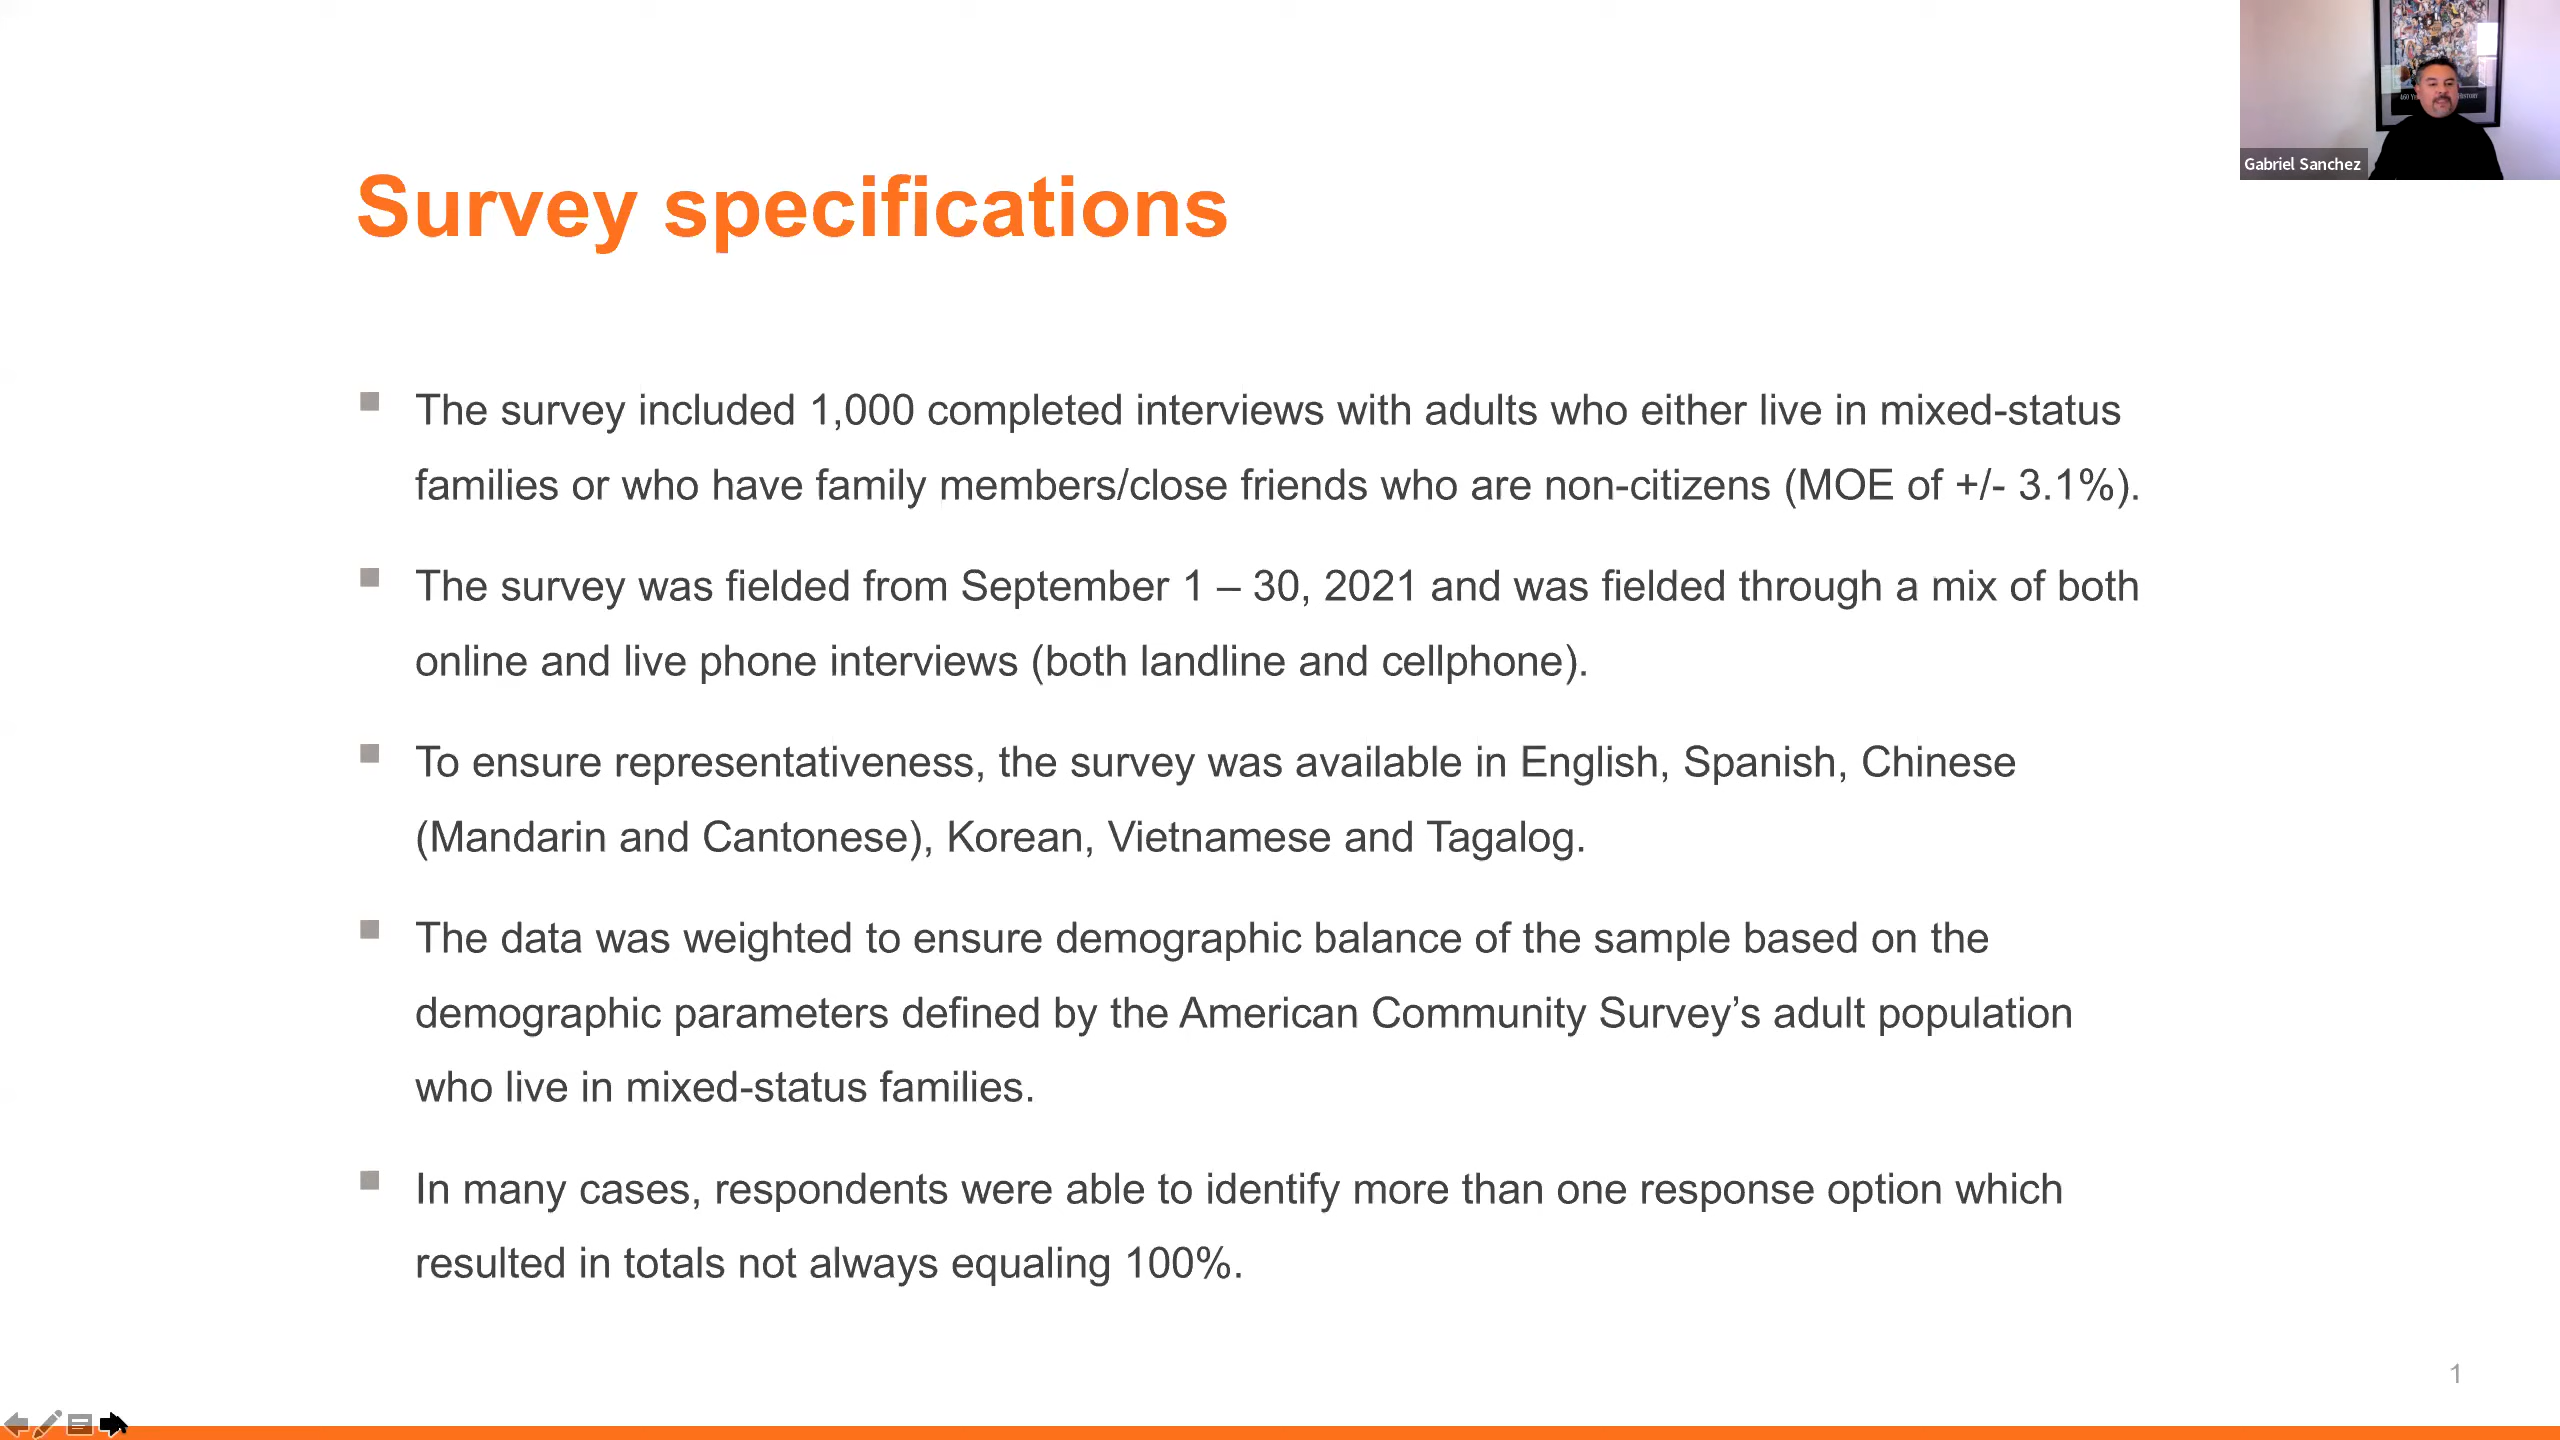 Gabriel Sanchez
Survey specifications
The survey included 1,000 completed interviews with adults who either live in mixed-status
families or who have family members/close friends who are non-citizens (MOE of +/- 3.1%).
The survey was fielded from September 1 – 30, 2021 and was fielded through a mix of both
online and live phone interviews (both landline and cellphone).
To ensure representativeness, the survey was available in English, Spanish, Chinese
(Mandarin and Cantonese), Korean, Vietnamese and Tagalog.
The data was weighted to ensure demographic balance of the sample based on the
demographic parameters defined by the American Community Survey’s adult population
who live in mixed-status families.
In many cases, respondents were able to identify more than one response option which
resulted in totals not always equaling 100%.
1